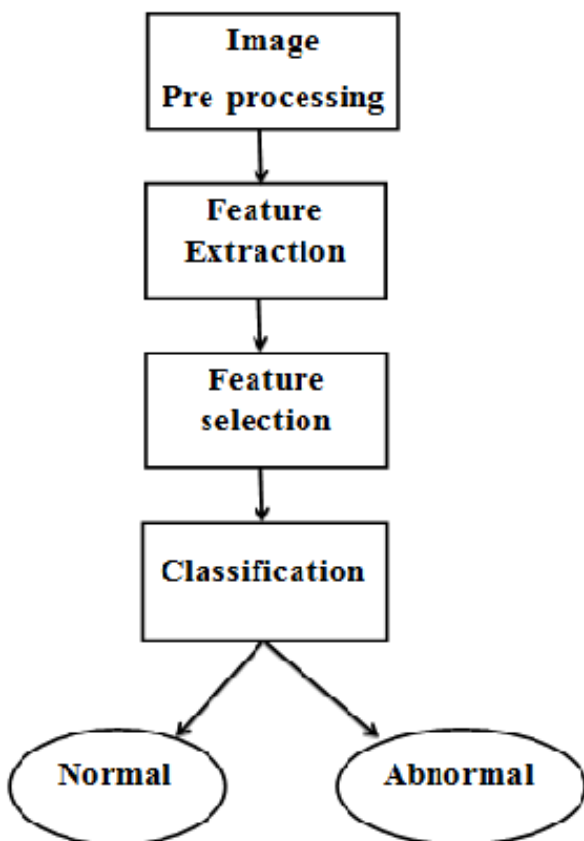 Image
Pre processing
Feature
Extraction
Feature
selection
Classification
Normal
Abnormal